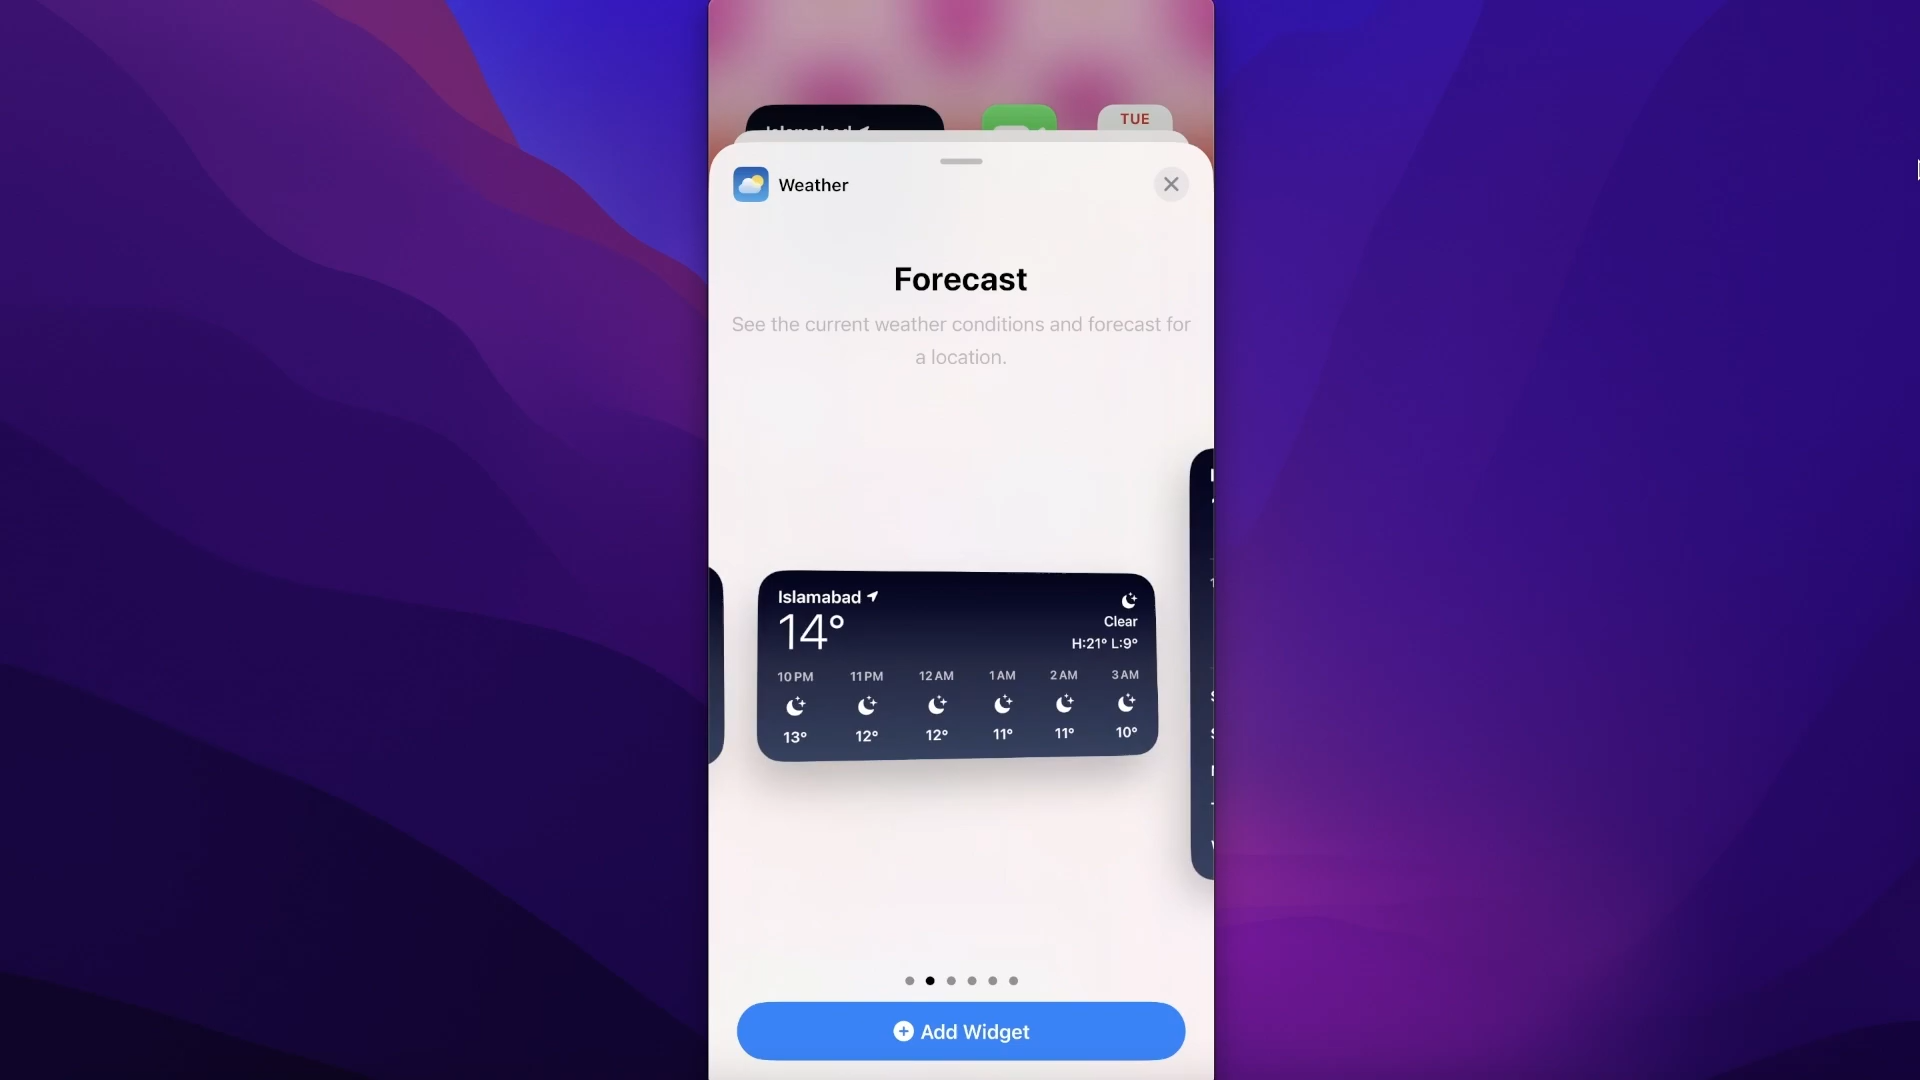 Islamabad
TUE
Weather
Forecast
See the current weather conditions and forecast for
a location.
Islamabad
14°
Clear
H:21° L:9°
10 PM 11 PM 12 AM 1 AM 2 AM 3 AM
13° 12° 12° 11° 11° 10°
Add Widget